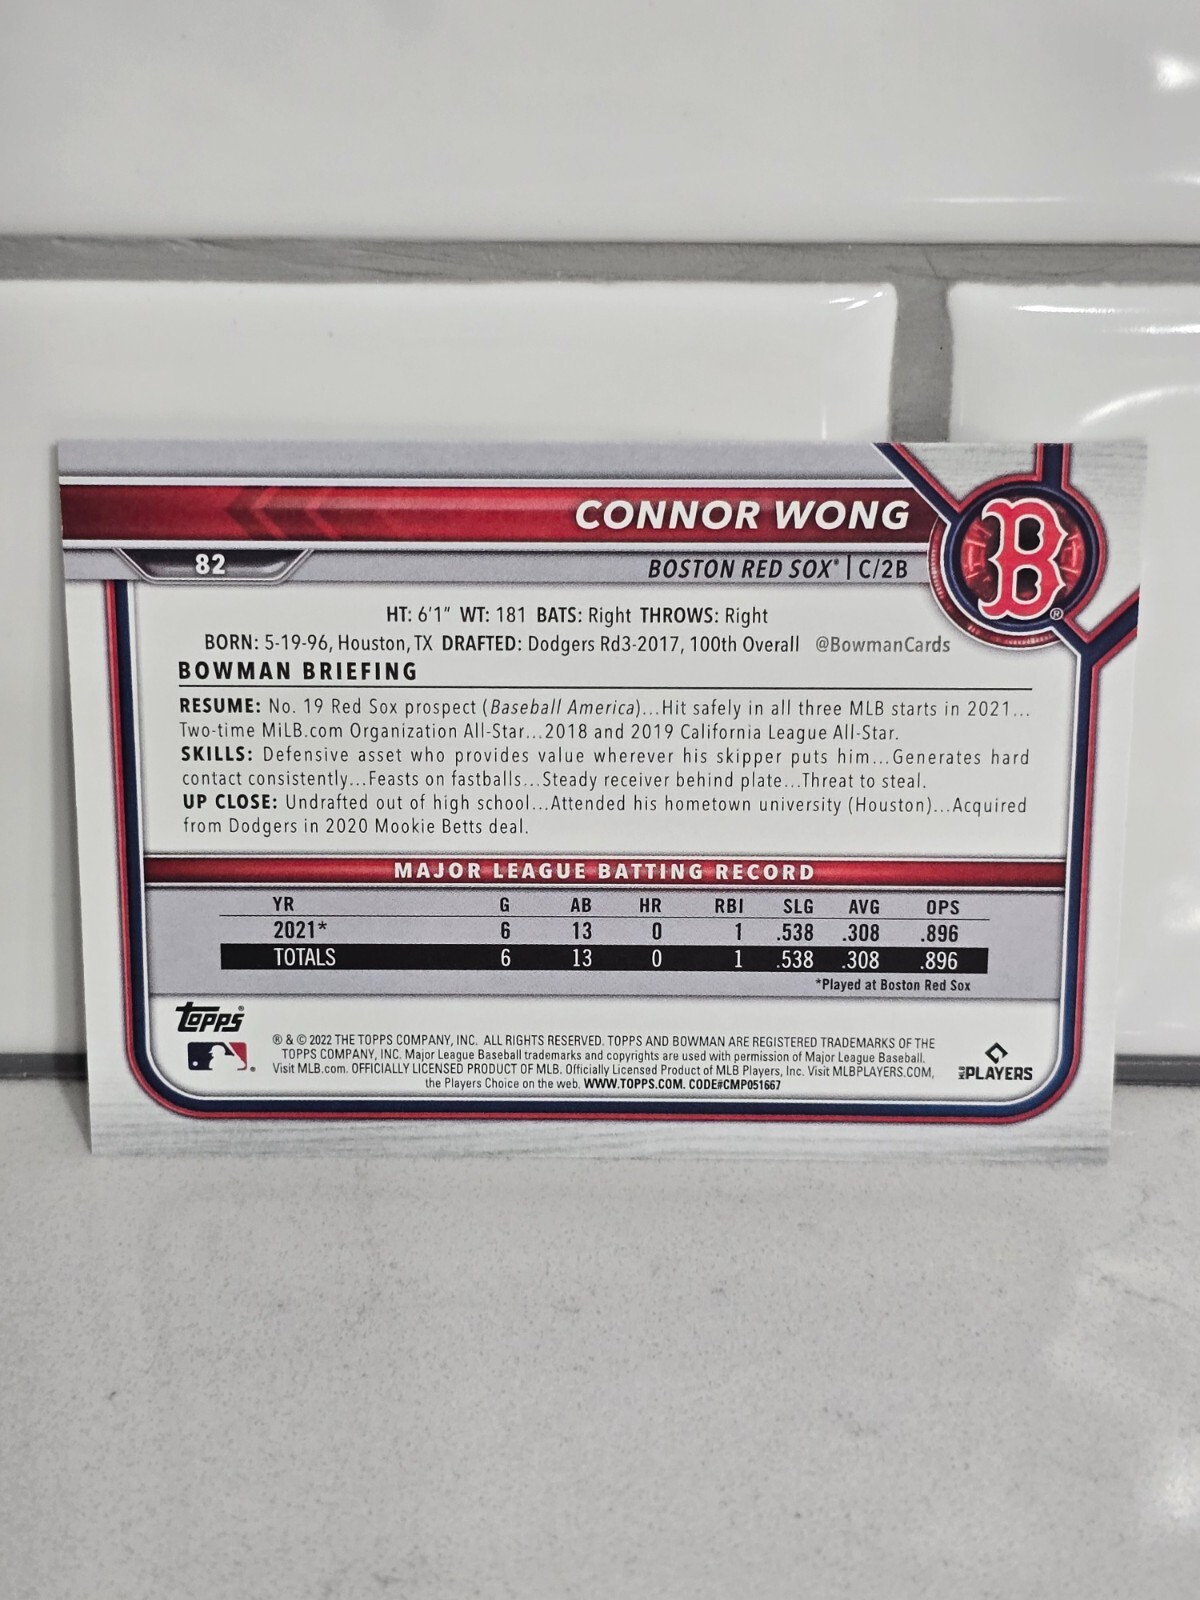 CONNOR WONG
82
BOSTON RED SOX® | C/2B
B ®
HT: 6'1" WT: 181 BATS: Right THROWS: Right
BORN: 5-19-96, Houston, TX DRAFTED: Dodgers Rd3-2017, 100th Overall @BowmanCards
BOWMAN BRIEFING
RESUME: No. 19 Red Sox prospect (Baseball America)...Hit safely in all three MLB starts in 2021...
Two-time MiLB.com Organization All-Star...2018 and 2019 California League All-Star.
SKILLS: Defensive asset who provides value wherever his skipper puts him...Generates hard
contact consistently...Feasts on fastballs...Steady receiver behind plate...Threat to steal.
UP CLOSE: Undrafted out of high school...Attended his hometown university (Houston)...Acquired
from Dodgers in 2020 Mookie Betts deal.
MAJOR LEAGUE BATTING RECORD
YR G AB HR RBI SLG AVG OPS
2021* 6 13 0 1 .538 .308 .896
TOTALS 6 13 0 1 .538 .308 .896
*Played at Boston Red Sox
Topps®
® & © 2022 THE TOPPS COMPANY, INC. ALL RIGHTS RESERVED. TOPPS AND BOWMAN ARE REGISTERED TRADEMARKS OF THE
TOPPS COMPANY, INC. Major League Baseball trademarks and copyrights are used with permission of Major League Baseball.
Visit MLB.com. OFFICIALLY LICENSED PRODUCT OF MLB. Officially Licensed Product of MLB Players, Inc. Visit MLBPLAYERS.COM,
the Players Choice on the web. WWW.TOPPS.COM. CODE#CMP051667
MLB PLAYERS